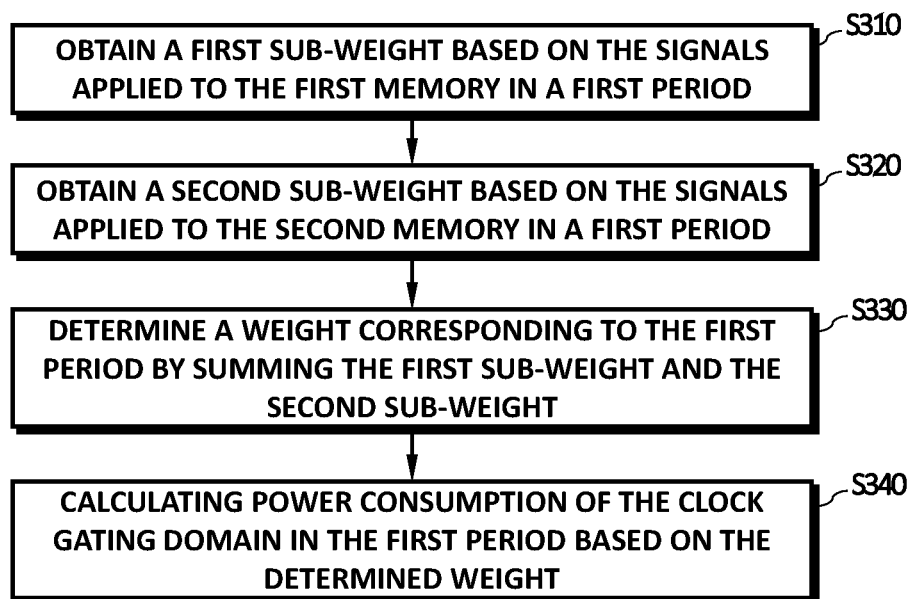 S310
OBTAIN A FIRST SUB-WEIGHT BASED ON THE SIGNALS
APPLIED TO THE FIRST MEMORY IN A FIRST PERIOD
S320
OBTAIN A SECOND SUB-WEIGHT BASED ON THE SIGNALS
APPLIED TO THE SECOND MEMORY IN A FIRST PERIOD
S330
DETERMINE A WEIGHT CORRESPONDING TO THE FIRST
PERIOD BY SUMMING THE FIRST SUB-WEIGHT AND THE
SECOND SUB-WEIGHT
S340
CALCULATING POWER CONSUMPTION OF THE CLOCK
GATING DOMAIN IN THE FIRST PERIOD BASED ON THE
DETERMINED WEIGHT